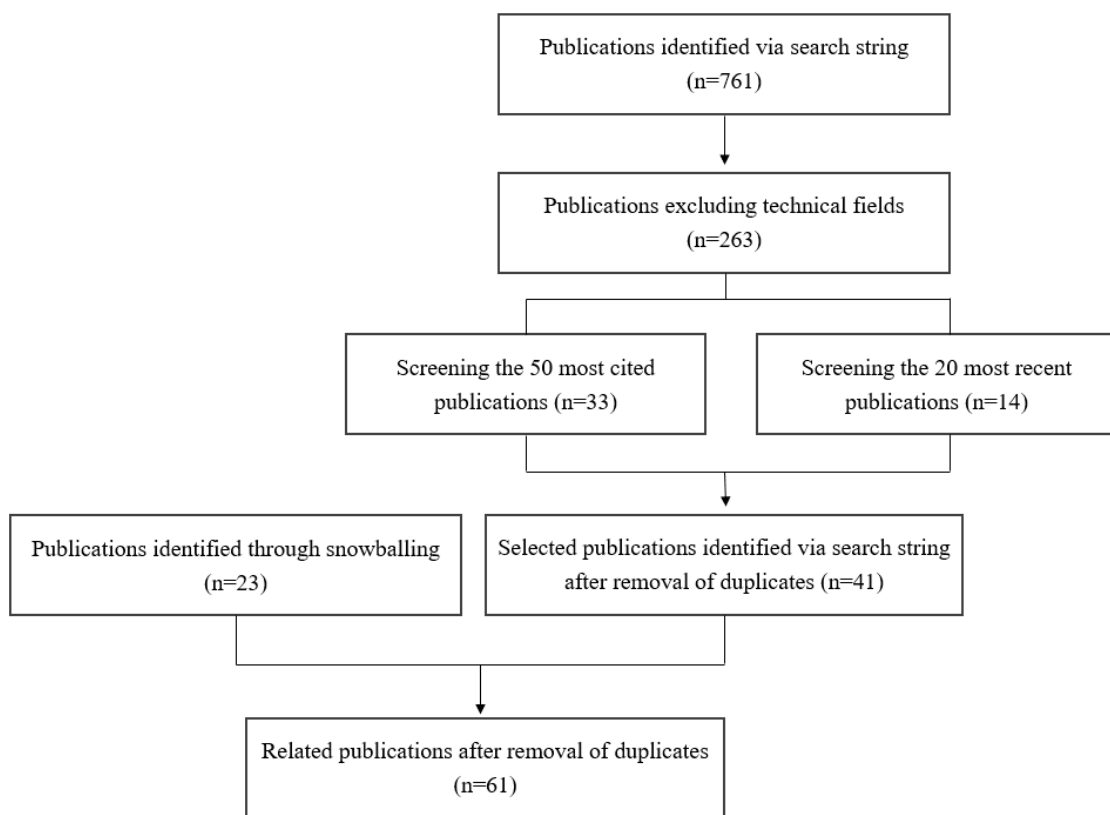 Publications identified via search string
(n=761)
Publications excluding technical fields
(n=263)
Screening the 50 most cited
publications (n=33)
Screening the 20 most recent
publications (n=14)
Publications identified through snowballing
(n=23)
Selected publications identified via search string
after removal of duplicates (n=41)
Related publications after removal of duplicates
(n=61)